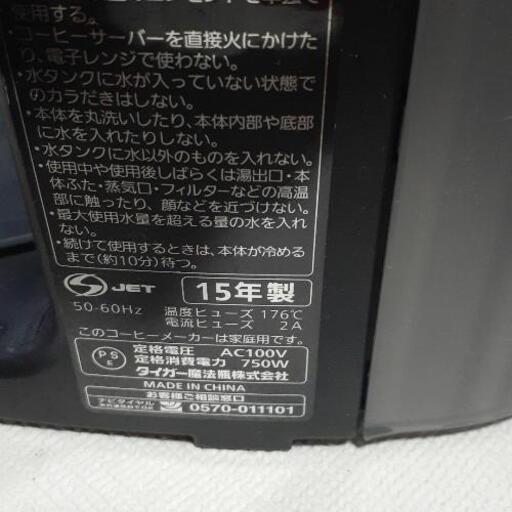 使用する。
・コーヒーサーバーを直接火にかけた
り、電子レンジで使わない。
・水タンクに水が入っていない状態で
のカラだきはしない。
・本体を丸洗いしたり、本体内部や底部
に水を入れたりしない。
・水タンクに水以外のものを入れない。
・使用中や使用後しばらくは湯出口・本
体ふた・蒸気口・フィルターなどの高温
部に触ったり、顔などを近づけない。
・最大使用水量を超える量の水を入れ
ない。
・続けて使用するときは、本体が冷める
まで(約10分)待つ。
JET 15年製
50-60Hz 温度ヒューズ 176℃
電流ヒューズ 2A
このコーヒーメーカーは家庭用です。
PS E 定格電圧 AC100V
定格消費電力 750W
タイガー魔法瓶株式会社
MADE IN CHINA
お客様ご相談窓口
ナビダイヤル 0570-011101